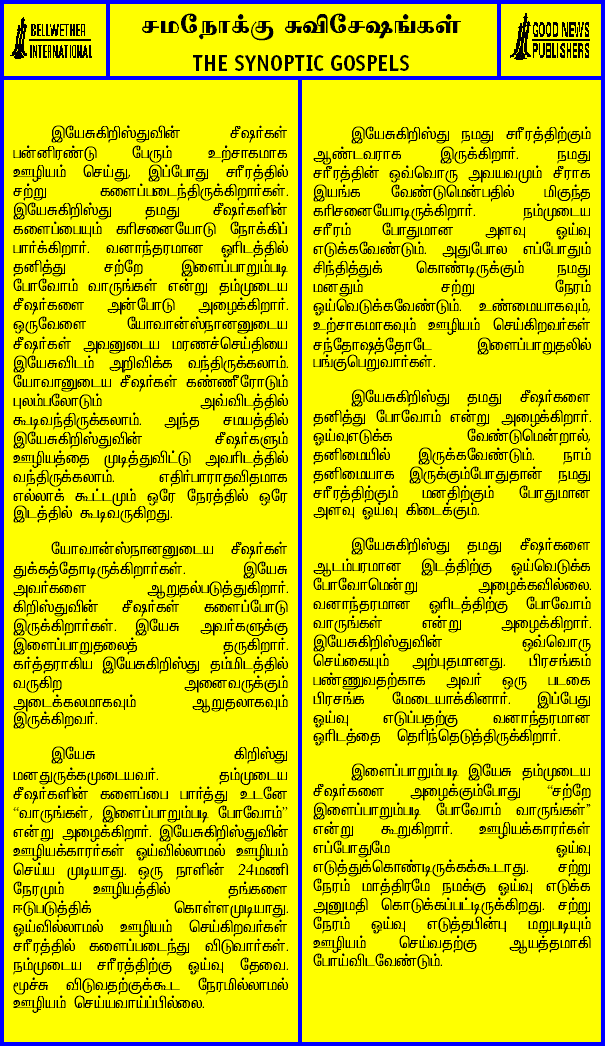 BELLWETHER
INTERNATIONAL
சமநோக்கு சுவிசேஷங்கள்
THE SYNOPTIC GOSPELS
GOOD NEWS
PUBLISHERS
இயேசுகிறிஸ்துவின் சீஷர்கள்
பன்னிரண்டு பேரும் உற்சாகமாக
ஊழியம் செய்து, இப்போது சரீரத்தில்
சற்று களைப்படைந்திருக்கிறார்கள்.
இயேசுகிறிஸ்து தமது சீஷர்களின்
களைப்பையும் கரிசனையோடு நோக்கிப்
பார்க்கிறார். வனாந்தரமான ஓரிடத்தில்
தனித்து சற்றே இளைப்பாறும்படி
போவோம் வாருங்கள் என்று தம்முடைய
சீஷர்களை அன்போடு அழைக்கிறார்.
ஒருவேளை யோவான்ஸ்நானனுடைய
சீஷர்கள் அவனுடைய மரணச்செய்தியை
இயேசுவிடம் அறிவிக்க வந்திருக்கலாம்.
யோவானுடைய சீஷர்கள் கண்ணீரோடும்
புலம்பலோடும் அவ்விடத்தில்
கூடிவந்திருக்கலாம். அந்த சமயத்தில்
இயேசுகிறிஸ்துவின் சீஷர்களும்
ஊழியத்தை முடித்துவிட்டு அவரிடத்தில்
வந்திருக்கலாம். எதிர்பாராதவிதமாக
எல்லாக் கூட்டமும் ஒரே நேரத்தில் ஒரே
இடத்தில் கூடிவருகிறது.
யோவான்ஸ்நானனுடைய சீஷர்கள்
துக்கத்தோடிருக்கிறார்கள். இயேசு
அவர்களை ஆறுதல்படுத்துகிறார்.
கிறிஸ்துவின் சீஷர்கள் களைப்போடு
இருக்கிறார்கள். இயேசு அவர்களுக்கு
இளைப்பாறுதலைத் தருகிறார்.
கர்த்தராகிய இயேசுகிறிஸ்து தம்மிடத்தில்
வருகிற அனைவருக்கும்
அடைக்கலமாகவும் ஆறுதலாகவும்
இருக்கிறவர்.
இயேசு கிறிஸ்து
மனதுருக்கமுடையவர். தம்முடைய
சீஷர்களின் களைப்பை பார்த்து உடனே
“வாருங்கள், இளைப்பாறும்படி போவோம்”
என்று அழைக்கிறார். இயேசுகிறிஸ்துவின்
ஊழியக்காரர்கள் ஓய்வில்லாமல் ஊழியம்
செய்ய முடியாது. ஒரு நாளின் 24மணி
நேரமும் ஊழியத்தில் தங்களை
ஈடுபடுத்திக் கொள்ளமுடியாது.
ஓய்வில்லாமல் ஊழியம் செய்கிறவர்கள்
சரீரத்தில் களைப்படைந்து விடுவார்கள்.
நம்முடைய சரீரத்திற்கு ஓய்வு தேவை.
மூச்சு விடுவதற்குக்கூட நேரமில்லாமல்
ஊழியம் செய்யவாய்ப்பில்லை.
இயேசுகிறிஸ்து நமது சரீரத்திற்கும்
ஆண்டவராக இருக்கிறார். நமது
சரீரத்தின் ஒவ்வொரு அவயவமும் சீராக
இயங்க வேண்டுமென்பதில் மிகுந்த
கரிசனையோடிருக்கிறார். நம்முடைய
சரீரம் போதுமான அளவு ஓய்வு
எடுக்கவேண்டும். அதுபோல எப்போதும்
சிந்தித்துக் கொண்டிருக்கும் நமது
மனதும் சற்று நேரம்
ஓய்வெடுக்கவேண்டும். உண்மையாகவும்,
உற்சாகமாகவும் ஊழியம் செய்கிறவர்கள்
சந்தோஷத்தோடே இளைப்பாறுதலில்
பங்குபெறுவார்கள்.
இயேசுகிறிஸ்து தமது சீஷர்களை
தனித்து போவோம் என்று அழைக்கிறார்.
ஓய்வுஎடுக்க வேண்டுமென்றால்,
தனிமையில் இருக்கவேண்டும். நாம்
தனிமையாக இருக்கும்போதுதான் நமது
சரீரத்திற்கும் மனதிற்கும் போதுமான
அளவு ஓய்வு கிடைக்கும்.
இயேசுகிறிஸ்து தமது சீஷர்களை
ஆடம்பரமான இடத்திற்கு ஓய்வெடுக்க
போவோமென்று அழைக்கவில்லை.
வனாந்தரமான ஓரிடத்திற்கு போவோம்
வாருங்கள் என்று அழைக்கிறார்.
இயேசுகிறிஸ்துவின் ஒவ்வொரு
செய்கையும் அற்புதமானது. பிரசங்கம்
பண்ணுவதற்காக அவர் ஒரு படகை
பிரசங்க மேடையாக்கினார். இப்பேது
ஓய்வு எடுப்பதற்கு வனாந்தரமான
ஓரிடத்தை தெரிந்தெடுத்திருக்கிறார்.
இளைப்பாறும்படி இயேசு தம்முடைய
சீஷர்களை அழைக்கும்போது “சற்றே
இளைப்பாறும்படி போவோம் வாருங்கள்”
என்று கூறுகிறார். ஊழியக்காரர்கள்
எப்போதுமே ஓய்வு
எடுத்துக்கொண்டிருக்கக்கூடாது. சற்று
நேரம் மாத்திரமே நமக்கு ஓய்வு எடுக்க
அனுமதி கொடுக்கப்பட்டிருக்கிறது. சற்று
நேரம் ஓய்வு எடுத்தபின்பு மறுபடியும்
ஊழியம் செய்வதற்கு ஆயத்தமாகி
போய்விடவேண்டும்.